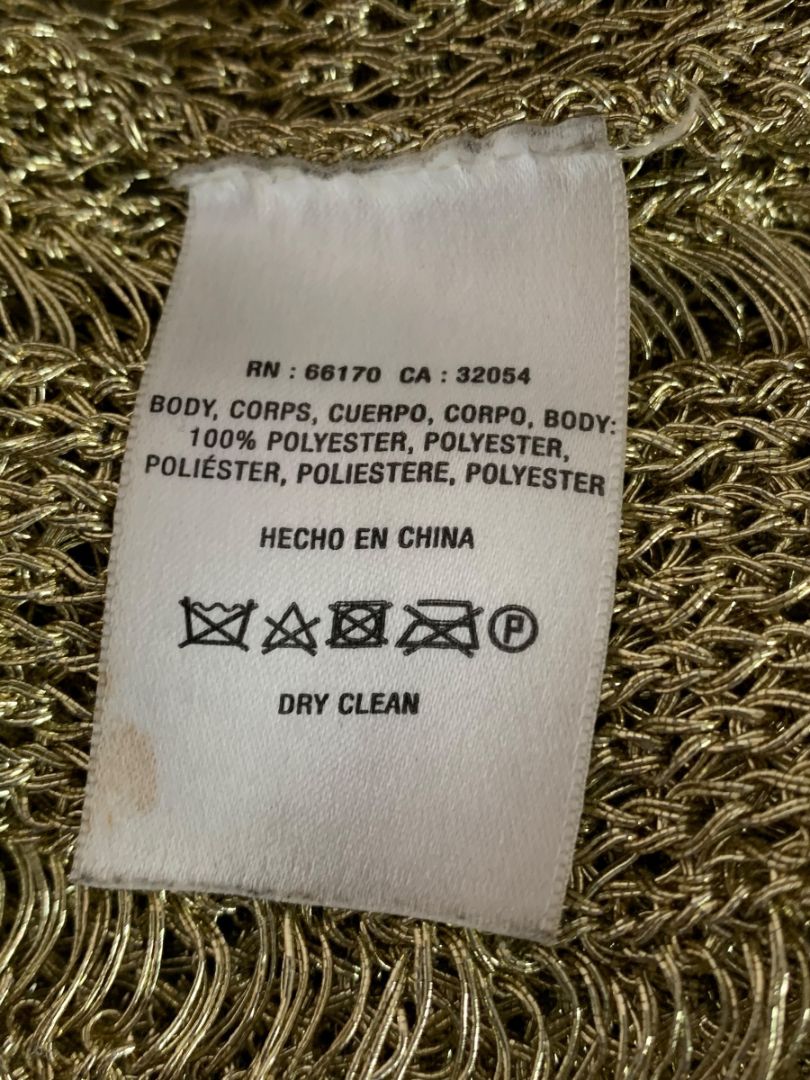 RN : 66170 CA : 32054
BODY, CORPS, CUERPO, CORPO, BODY:
100% POLYESTER, POLYESTER,
POLIÉSTER, POLIESTERE, POLYESTER
HECHO EN CHINA
P
DRY CLEAN